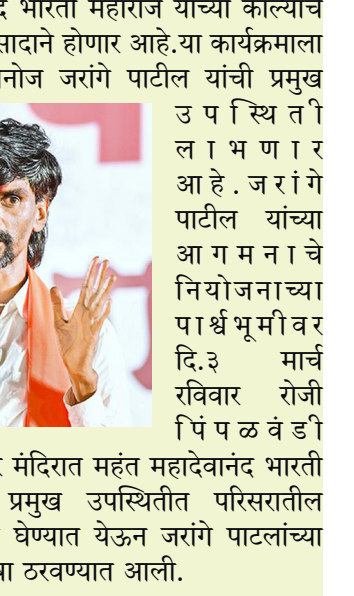 भारती महाराज यांच्या काल्याच
होणार आहे.या कार्यक्रमाला
जरांगे पाटील यांची प्रमुख
उपस्थिती
लाभणार
आहे.जरांगे
पाटील यांच्या
आगमनाचे
नियोजनाच्या
पार्श्वभूमीवर
दि.३ मार्च
रविवार रोजी
पिंपळवंडी
मंदिरात महंत महादेवानंद भारती
प्रमुख उपस्थितीत परिसरातील
घेण्यात येऊन जरांगे पाटलांच्या
ठरवण्यात आली.